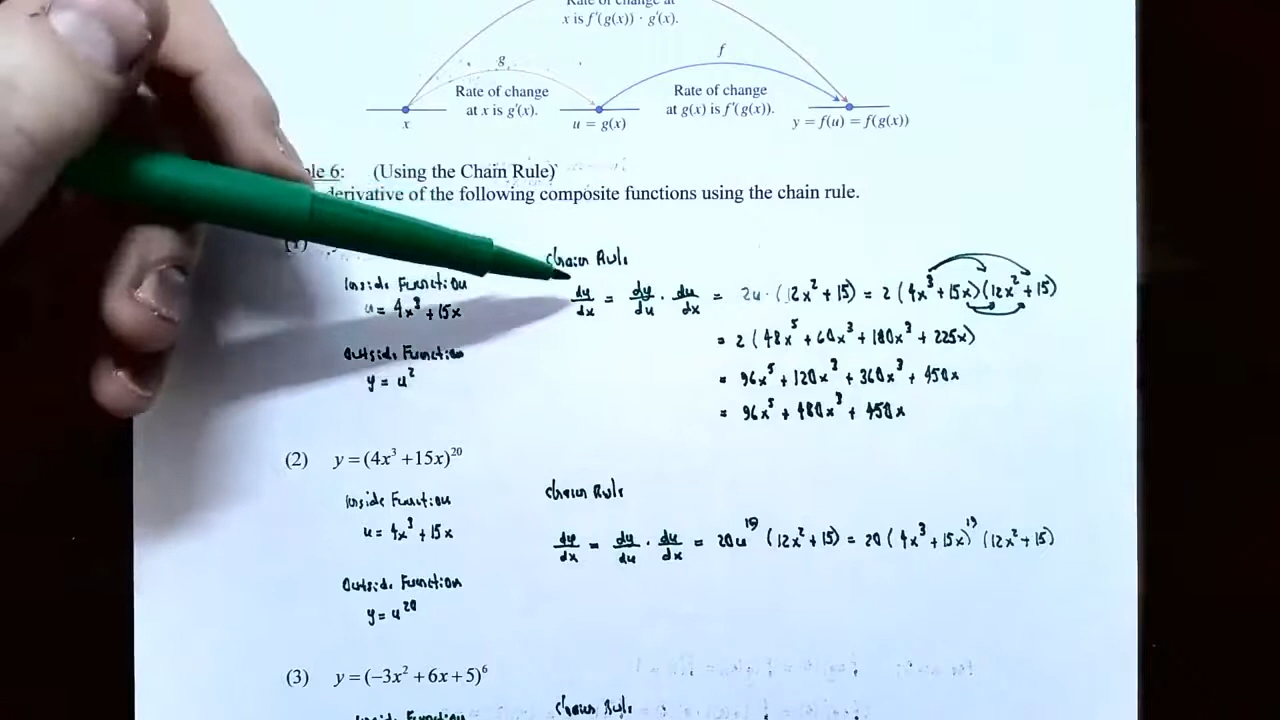 x is f′(g(x)) · g′(x).
g
f
Rate of change
at x is g′(x).
Rate of change
at g(x) is f′(g(x)).
x
u = g(x)
y = f(u) = f(g(x))
6: (Using the Chain Rule)
derivative of the following composite functions using the chain rule.
Chain Rule
Inside Function
u = 4x³ + 15x
dy/dx = dy/du · du/dx = 2u · (12x² + 15) = 2(4x³ + 15x)(12x² + 15)
= 2(48x⁵ + 60x³ + 180x³ + 225x)
Outside Function
y = u²
= 96x⁵ + 120x³ + 360x³ + 450x
= 96x⁵ + 480x³ + 450x
(2) y = (4x³ + 15x)²⁰
Inside Function
u = 4x³ + 15x
Chain Rule
dy/dx = dy/du · du/dx = 20u¹⁹ (12x² + 15) = 20(4x³ + 15x)¹⁹ (12x² + 15)
Outside Function
y = u²⁰
(3) y = (−3x² + 6x + 5)⁶
Inside Function
Chain Rule